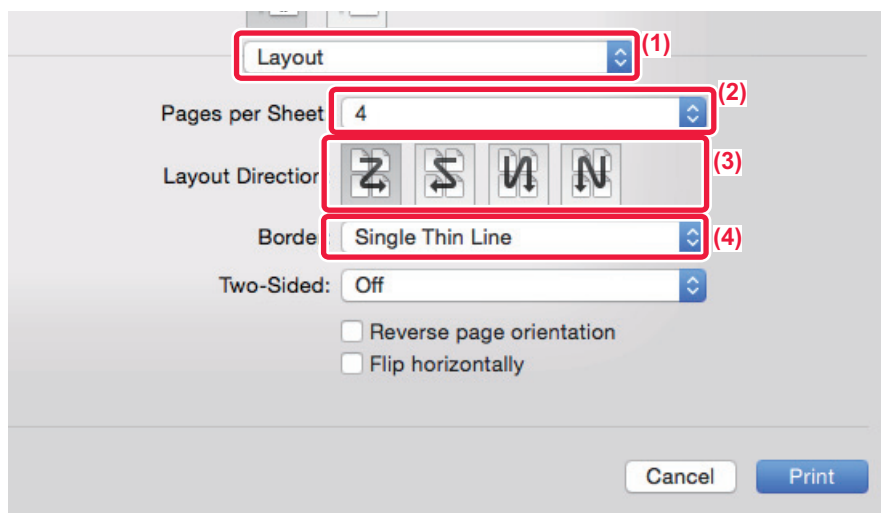 Layout (1)
Pages per Sheet 4 (2)
Layout Direction (3)
Borde : Single Thin Line (4)
Two-Sided: Off
Reverse page orientation
Flip horizontally
Cancel Print